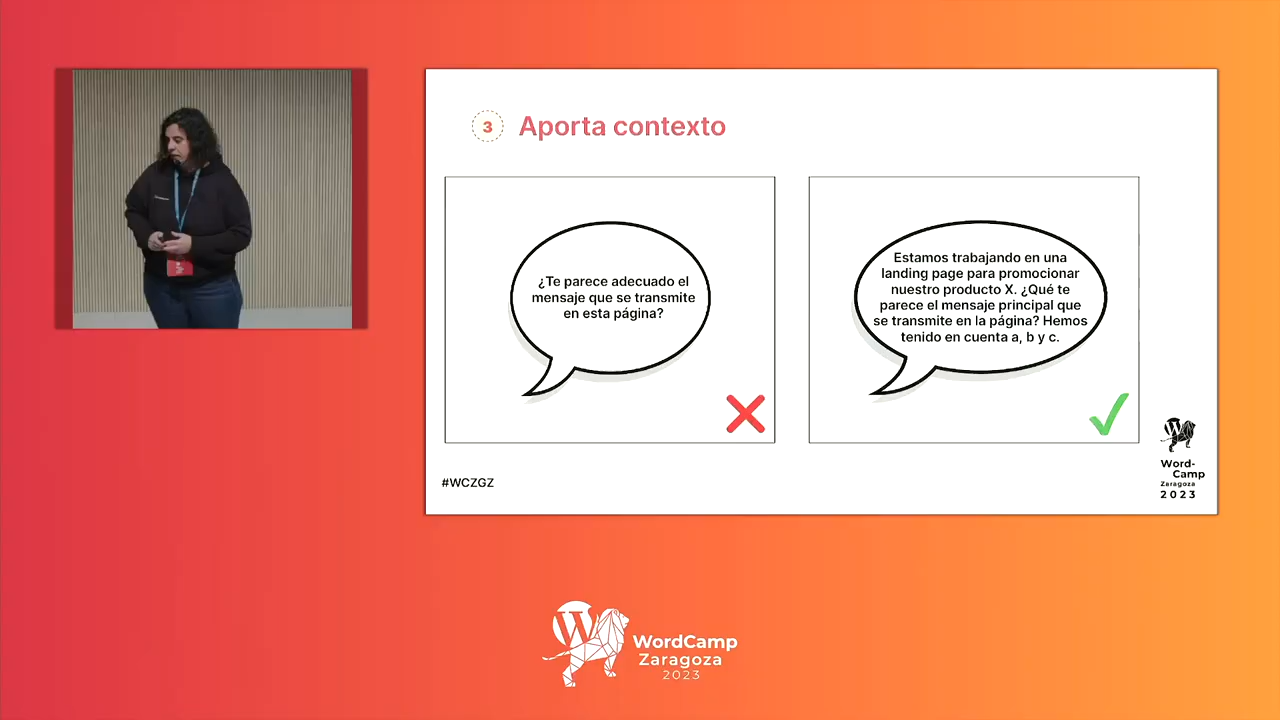 3 Aporta contexto
¿Te parece adecuado el
mensaje que se transmite
en esta página?
Estamos trabajando en una
landing page para promocionar
nuestro producto X. ¿Qué te
parece el mensaje principal que
se transmite en la página? Hemos
tenido en cuenta a, b y c.
#WCZGZ
Word-
Camp
Zaragoza
2023
WordCamp
Zaragoza
2023